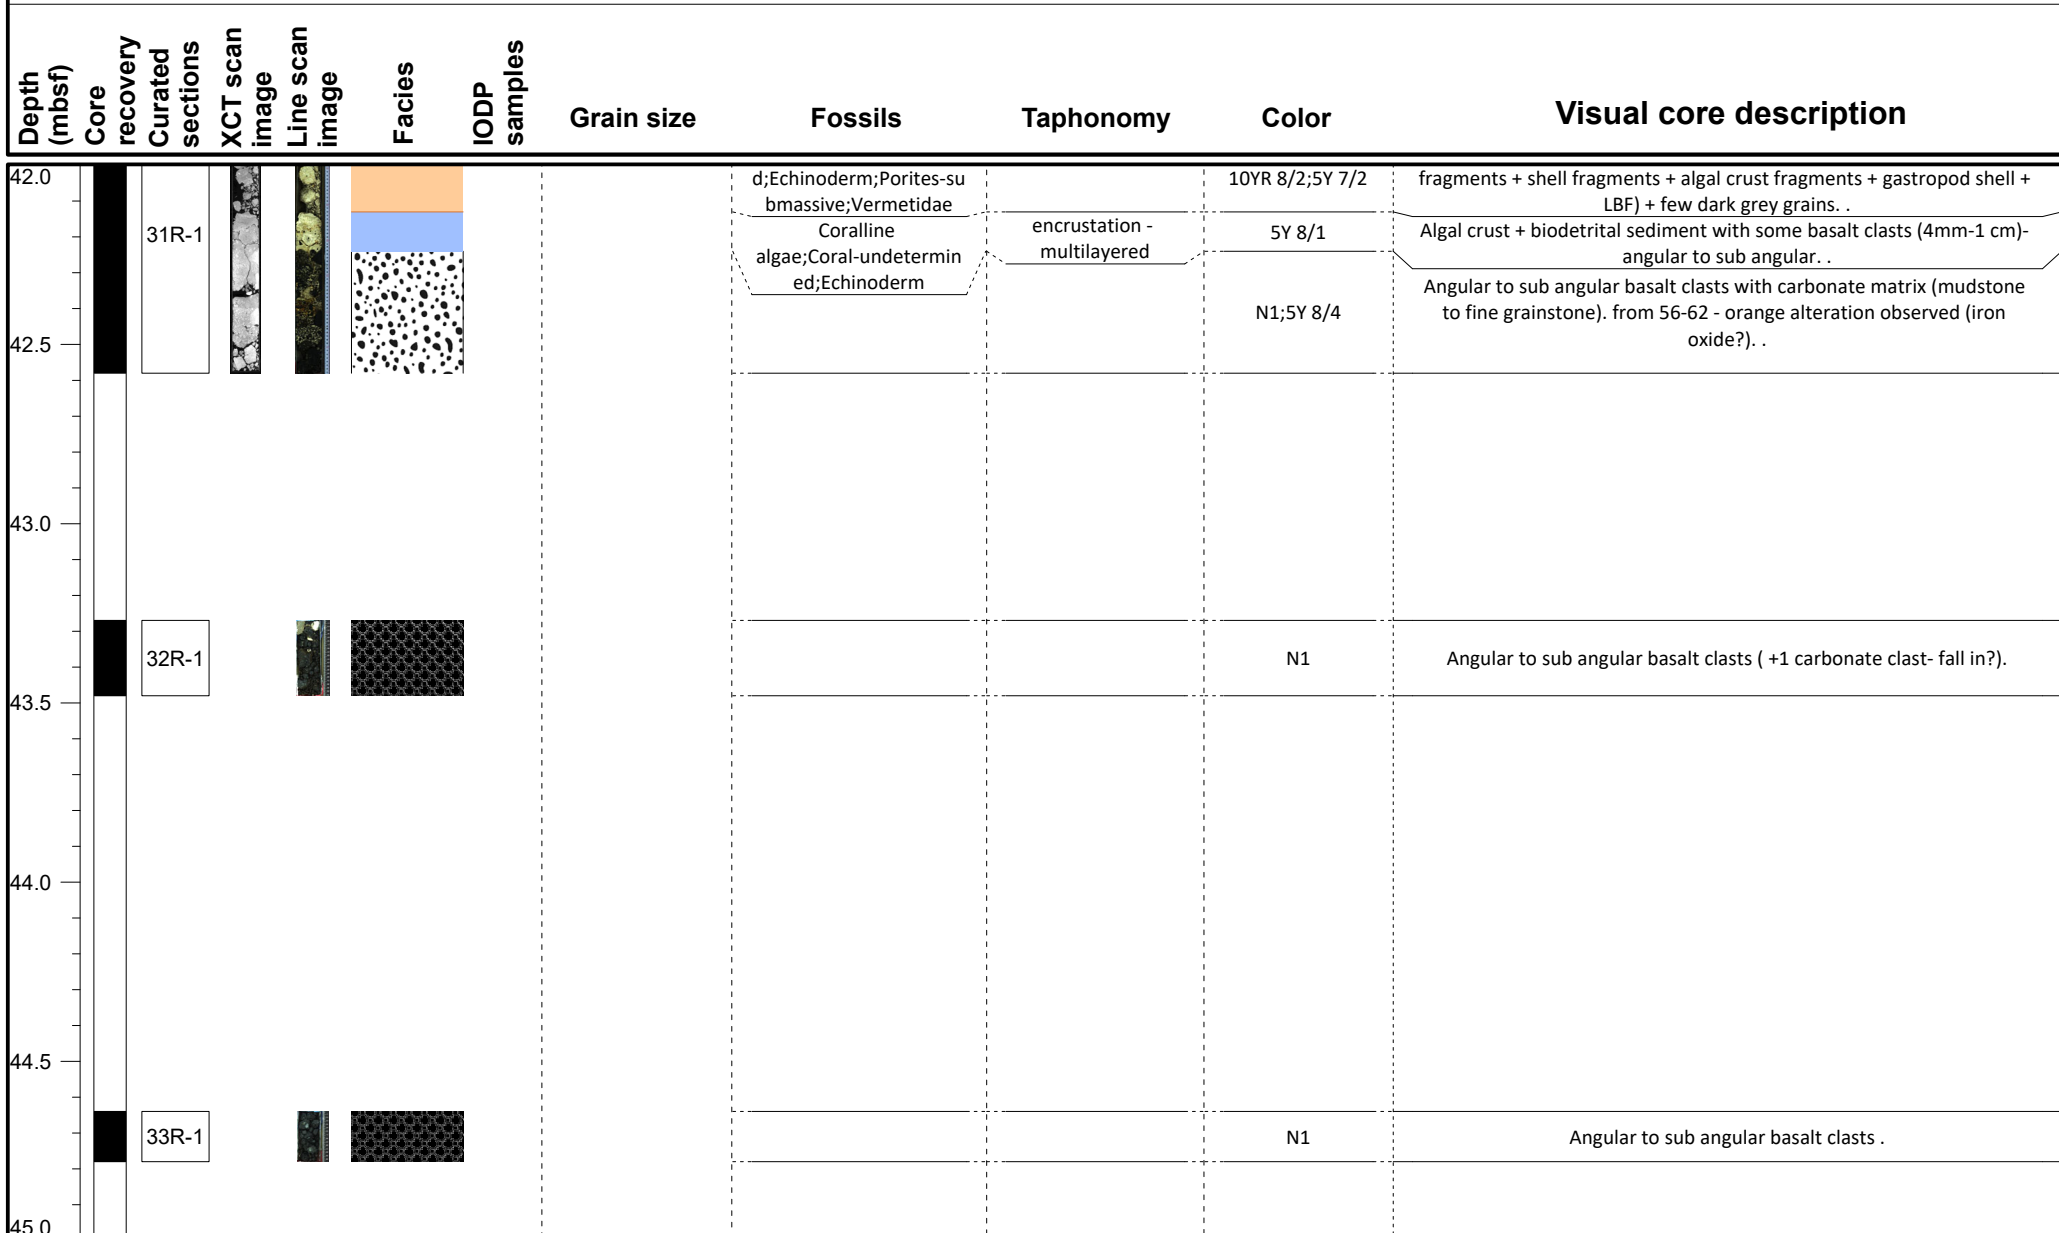 Depth
(mbsf)
Core
recovery
Curated
sections
XCT scan
image
Line scan
image
Facies
IODP
samples
Grain size
Fossils
Taphonomy
Color
Visual core description
42.0
31R-1
d;Echinoderm;Porites-su
bmassive;Vermetidae
10YR 8/2;5Y 7/2
fragments + shell fragments + algal crust fragments + gastropod shell +
LBF) + few dark grey grains. .
Coralline
algae;Coral-undetermin
ed;Echinoderm
encrustation -
multilayered
5Y 8/1
Algal crust + biodetrital sediment with some basalt clasts (4mm-1 cm)-
angular to sub angular. .
N1;5Y 8/4
Angular to sub angular basalt clasts with carbonate matrix (mudstone
to fine grainstone). from 56-62 - orange alteration observed (iron
oxide?). .
42.5
43.0
32R-1
N1
Angular to sub angular basalt clasts ( +1 carbonate clast- fall in?).
43.5
44.0
44.5
33R-1
N1
Angular to sub angular basalt clasts .
45.0